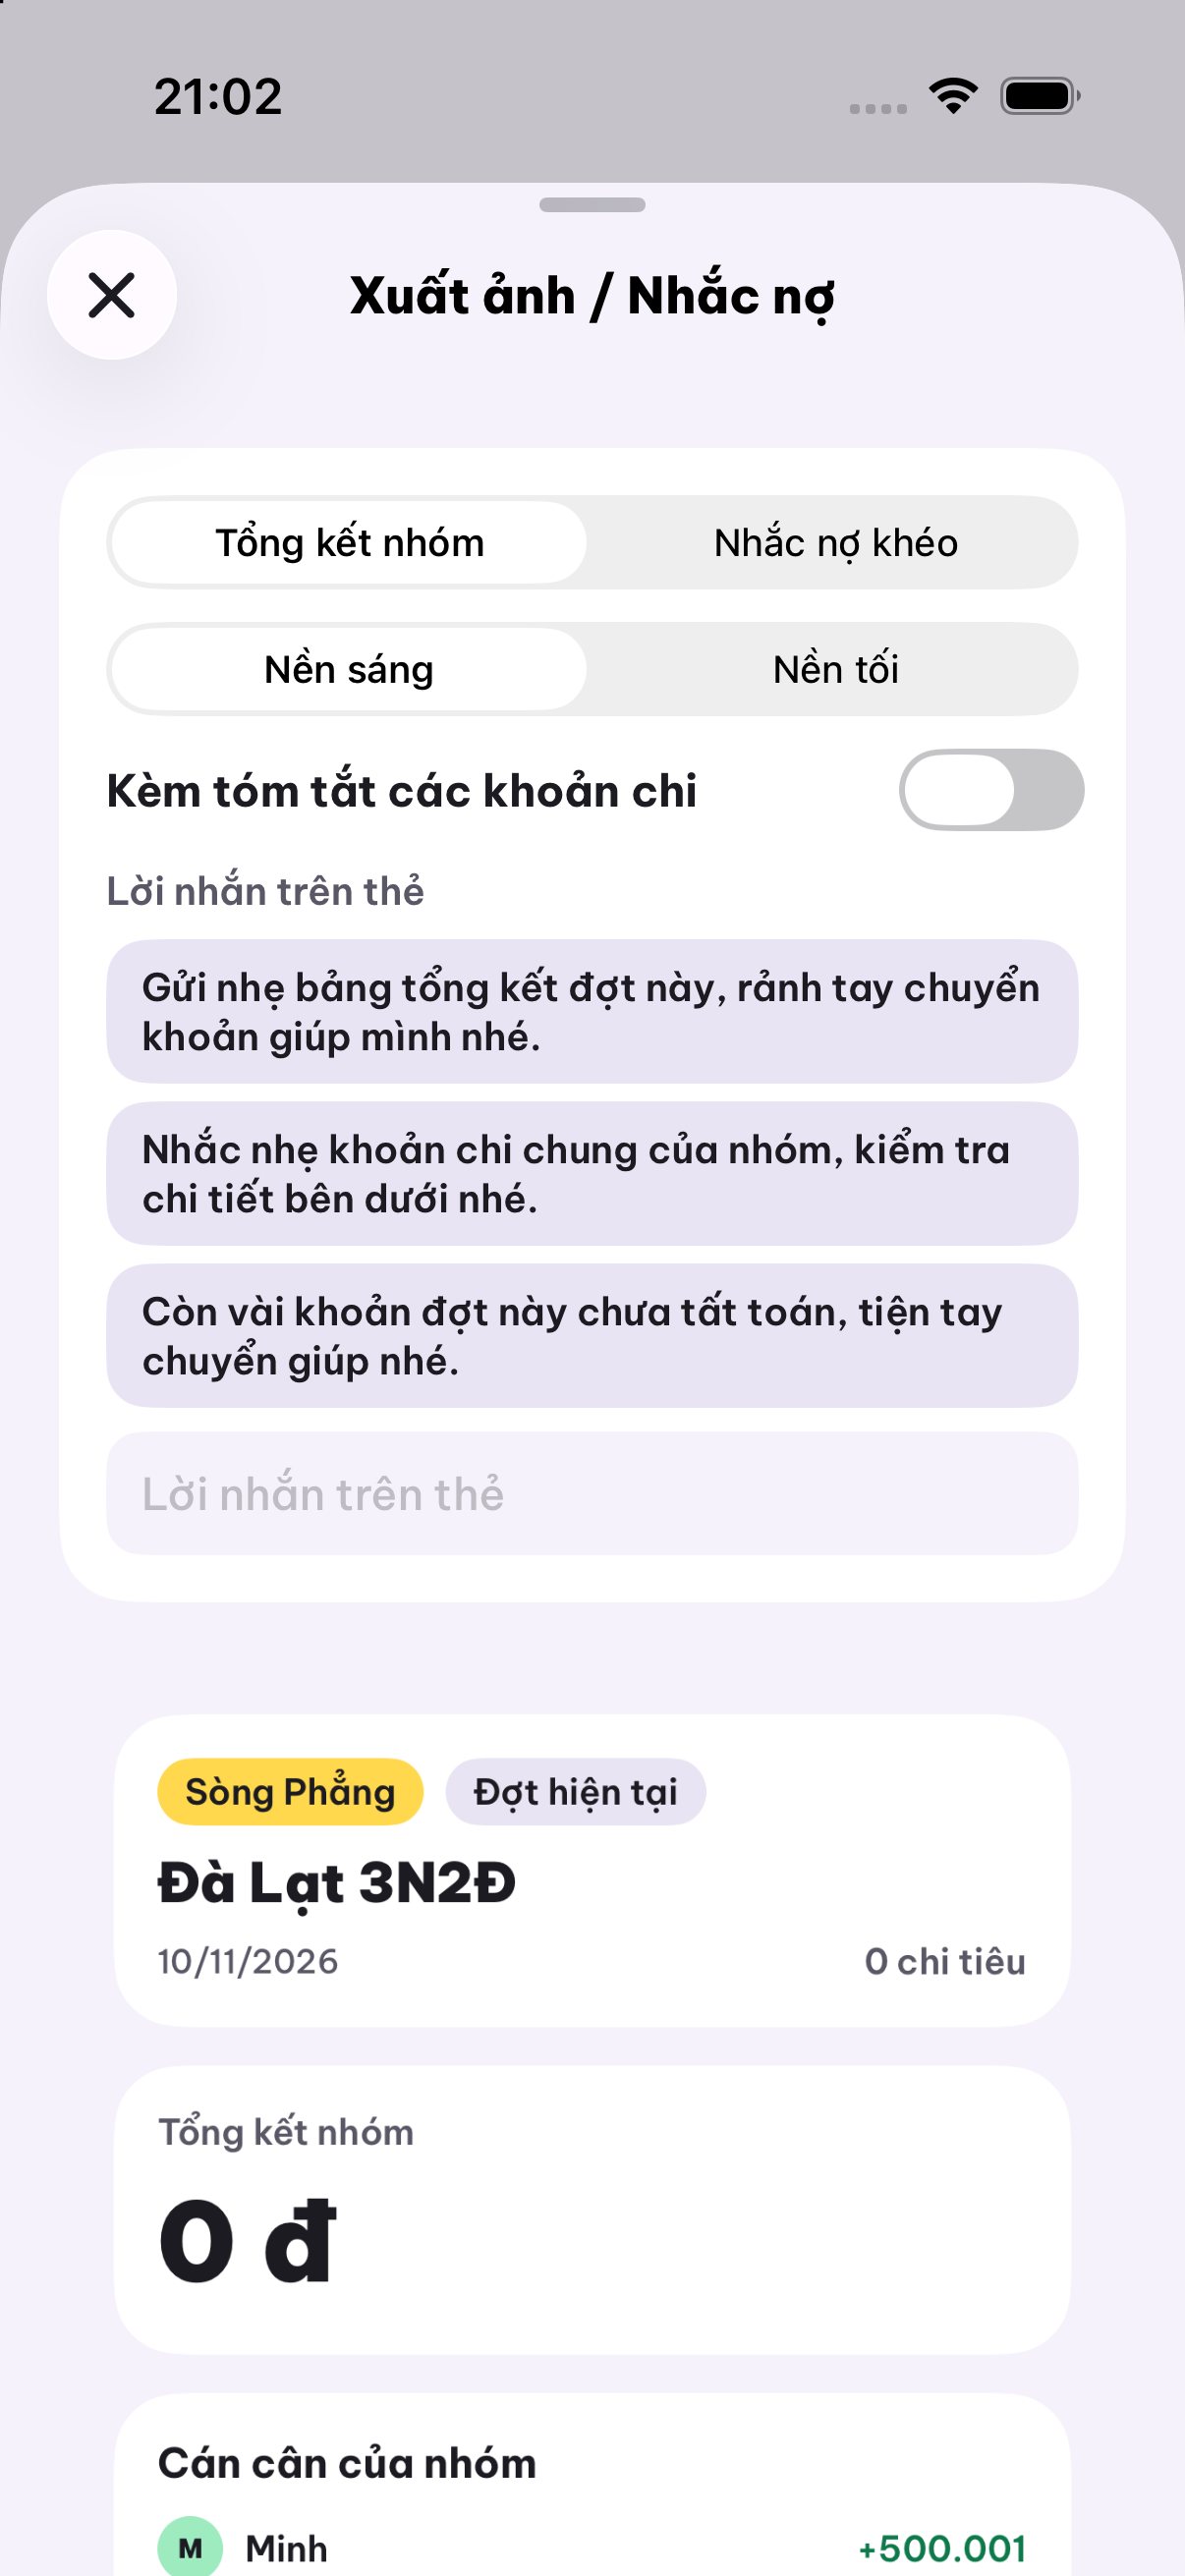 21:02
Xuất ảnh / Nhắc nợ
Tổng kết nhóm
Nhắc nợ khéo
Nền sáng
Nền tối
Kèm tóm tắt các khoản chi
Lời nhắn trên thẻ
Gửi nhẹ bảng tổng kết đợt này, rảnh tay chuyển
khoản giúp mình nhé.
Nhắc nhẹ khoản chi chung của nhóm, kiểm tra
chi tiết bên dưới nhé.
Còn vài khoản đợt này chưa tất toán, tiện tay
chuyển giúp nhé.
Lời nhắn trên thẻ
Sòng Phẳng
Đợt hiện tại
Đà Lạt 3N2Đ
10/11/2026
0 chi tiêu
Tổng kết nhóm
0 đ
Cán cân của nhóm
M
Minh
+500.001